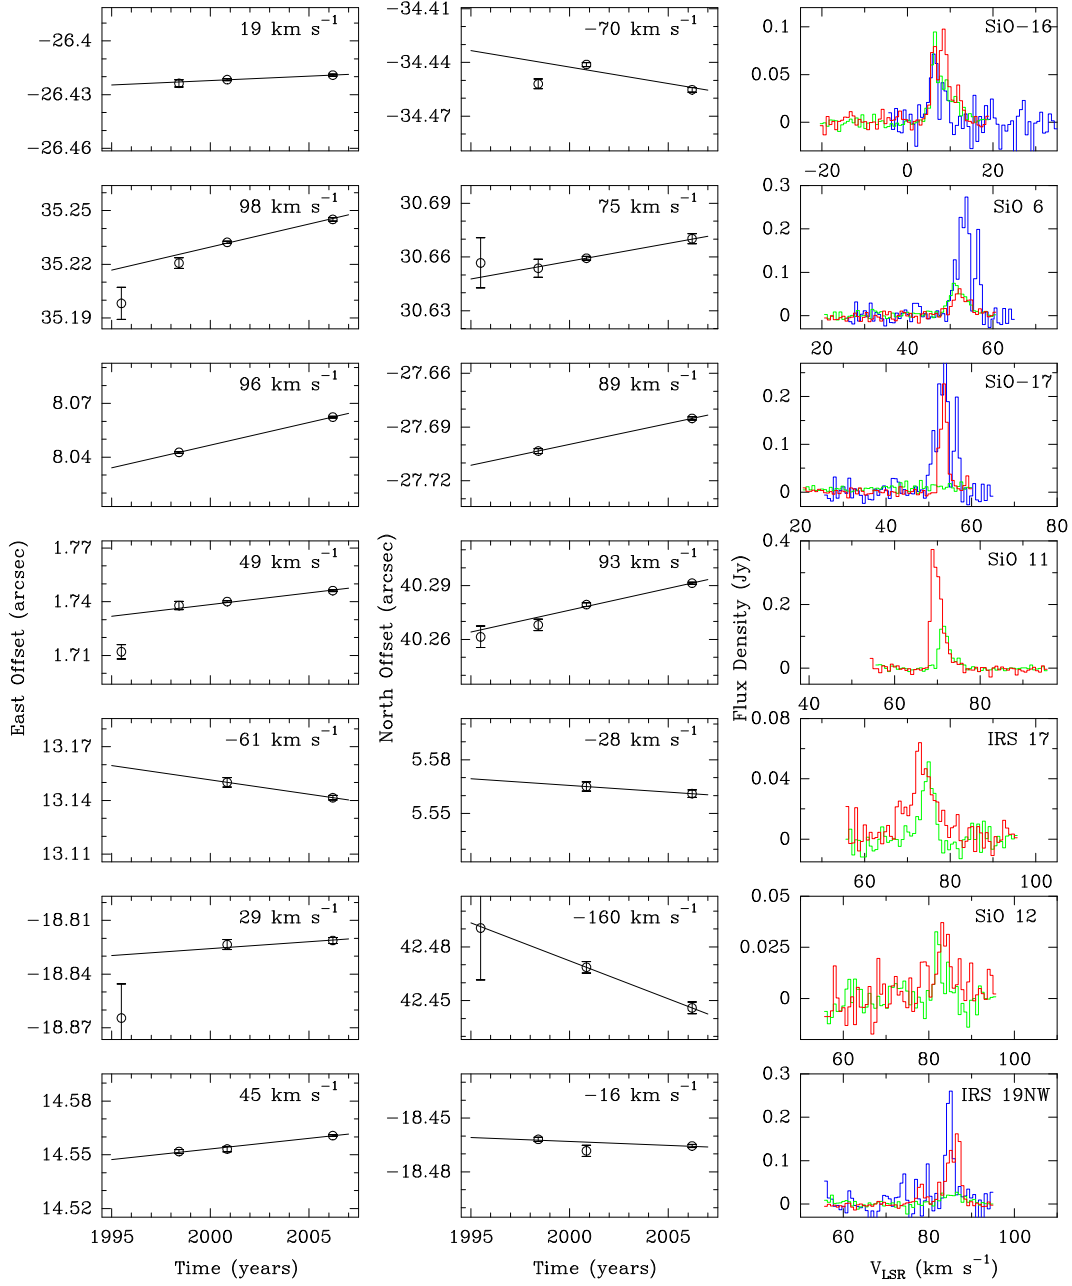 19 km s−1
−26.4
−26.43
−26.46
−70 km s−1
−34.41
−34.44
−34.47
SiO−16
0.1
0.05
0
−20 0 20
98 km s−1
35.25
35.22
35.19
75 km s−1
30.69
30.66
30.63
SiO 6
0.3
0.2
0.1
0
20 40 60
96 km s−1
8.07
8.04
89 km s−1
−27.66
−27.69
−27.72
SiO−17
0.2
0.1
0
20 40 60 80
49 km s−1
1.77
1.74
1.71
93 km s−1
40.29
40.26
SiO 11
0.4
0.2
0
40 60 80
East Offset (arcsec)
North Offset (arcsec)
Flux Density (Jy)
−61 km s−1
13.17
13.14
13.11
−28 km s−1
5.58
5.55
IRS 17
0.08
0.04
0
60 80 100
29 km s−1
−18.81
−18.84
−18.87
−160 km s−1
42.48
42.45
SiO 12
0.05
0.025
0
60 80 100
45 km s−1
14.58
14.55
14.52
−16 km s−1
−18.45
−18.48
IRS 19NW
0.3
0.2
0.1
0
1995 2000 2005
1995 2000 2005
60 80 100
Time (years)
Time (years)
VLSR (km s−1)